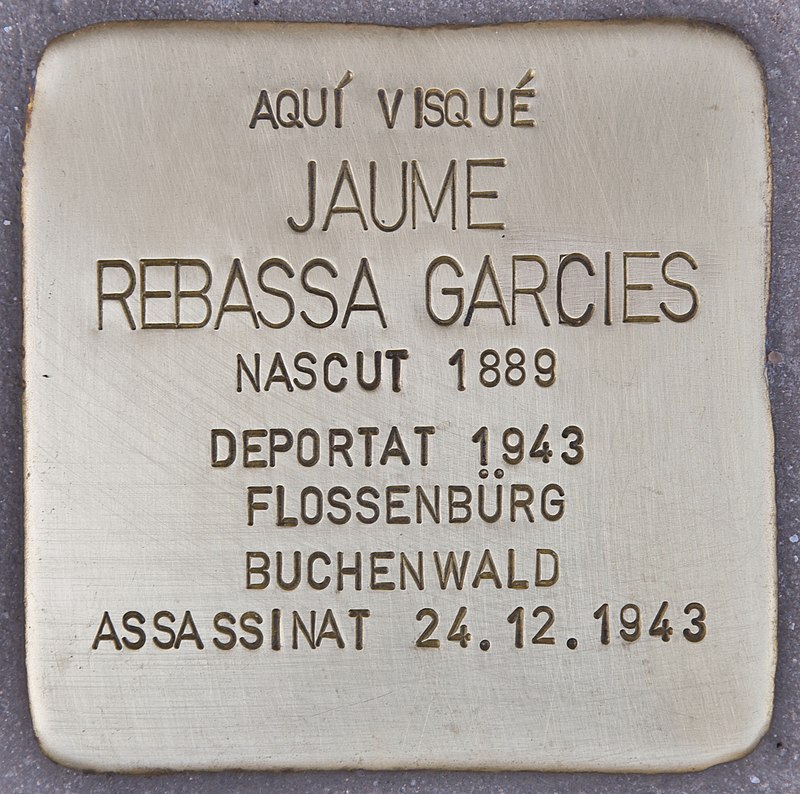 AQUÍ VISQUÉ
JAUME
REBASSA GARCIES
NASCUT 1889
DEPORTAT 1943
FLOSSENBÜRG
BUCHENWALD
ASSASSINAT 24.12.1943